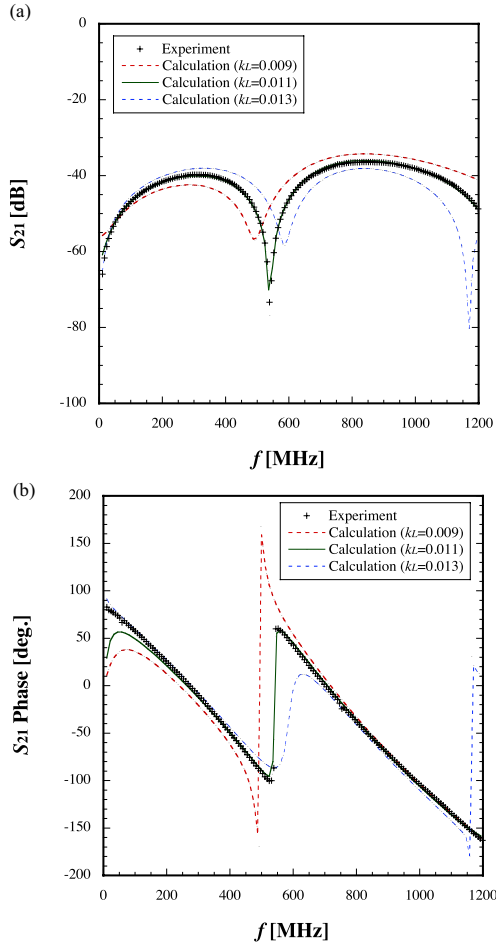 (a)
0
-20
-40
-60
-80
-100
S21 [dB]
Experiment
Calculation (kL=0.009)
Calculation (kL=0.011)
Calculation (kL=0.013)
0 200 400 600 800 1000 1200
f [MHz]
(b)
200
150
100
50
0
-50
-100
-150
-200
S21 Phase [deg.]
Experiment
Calculation (kL=0.009)
Calculation (kL=0.011)
Calculation (kL=0.013)
0 200 400 600 800 1000 1200
f [MHz]